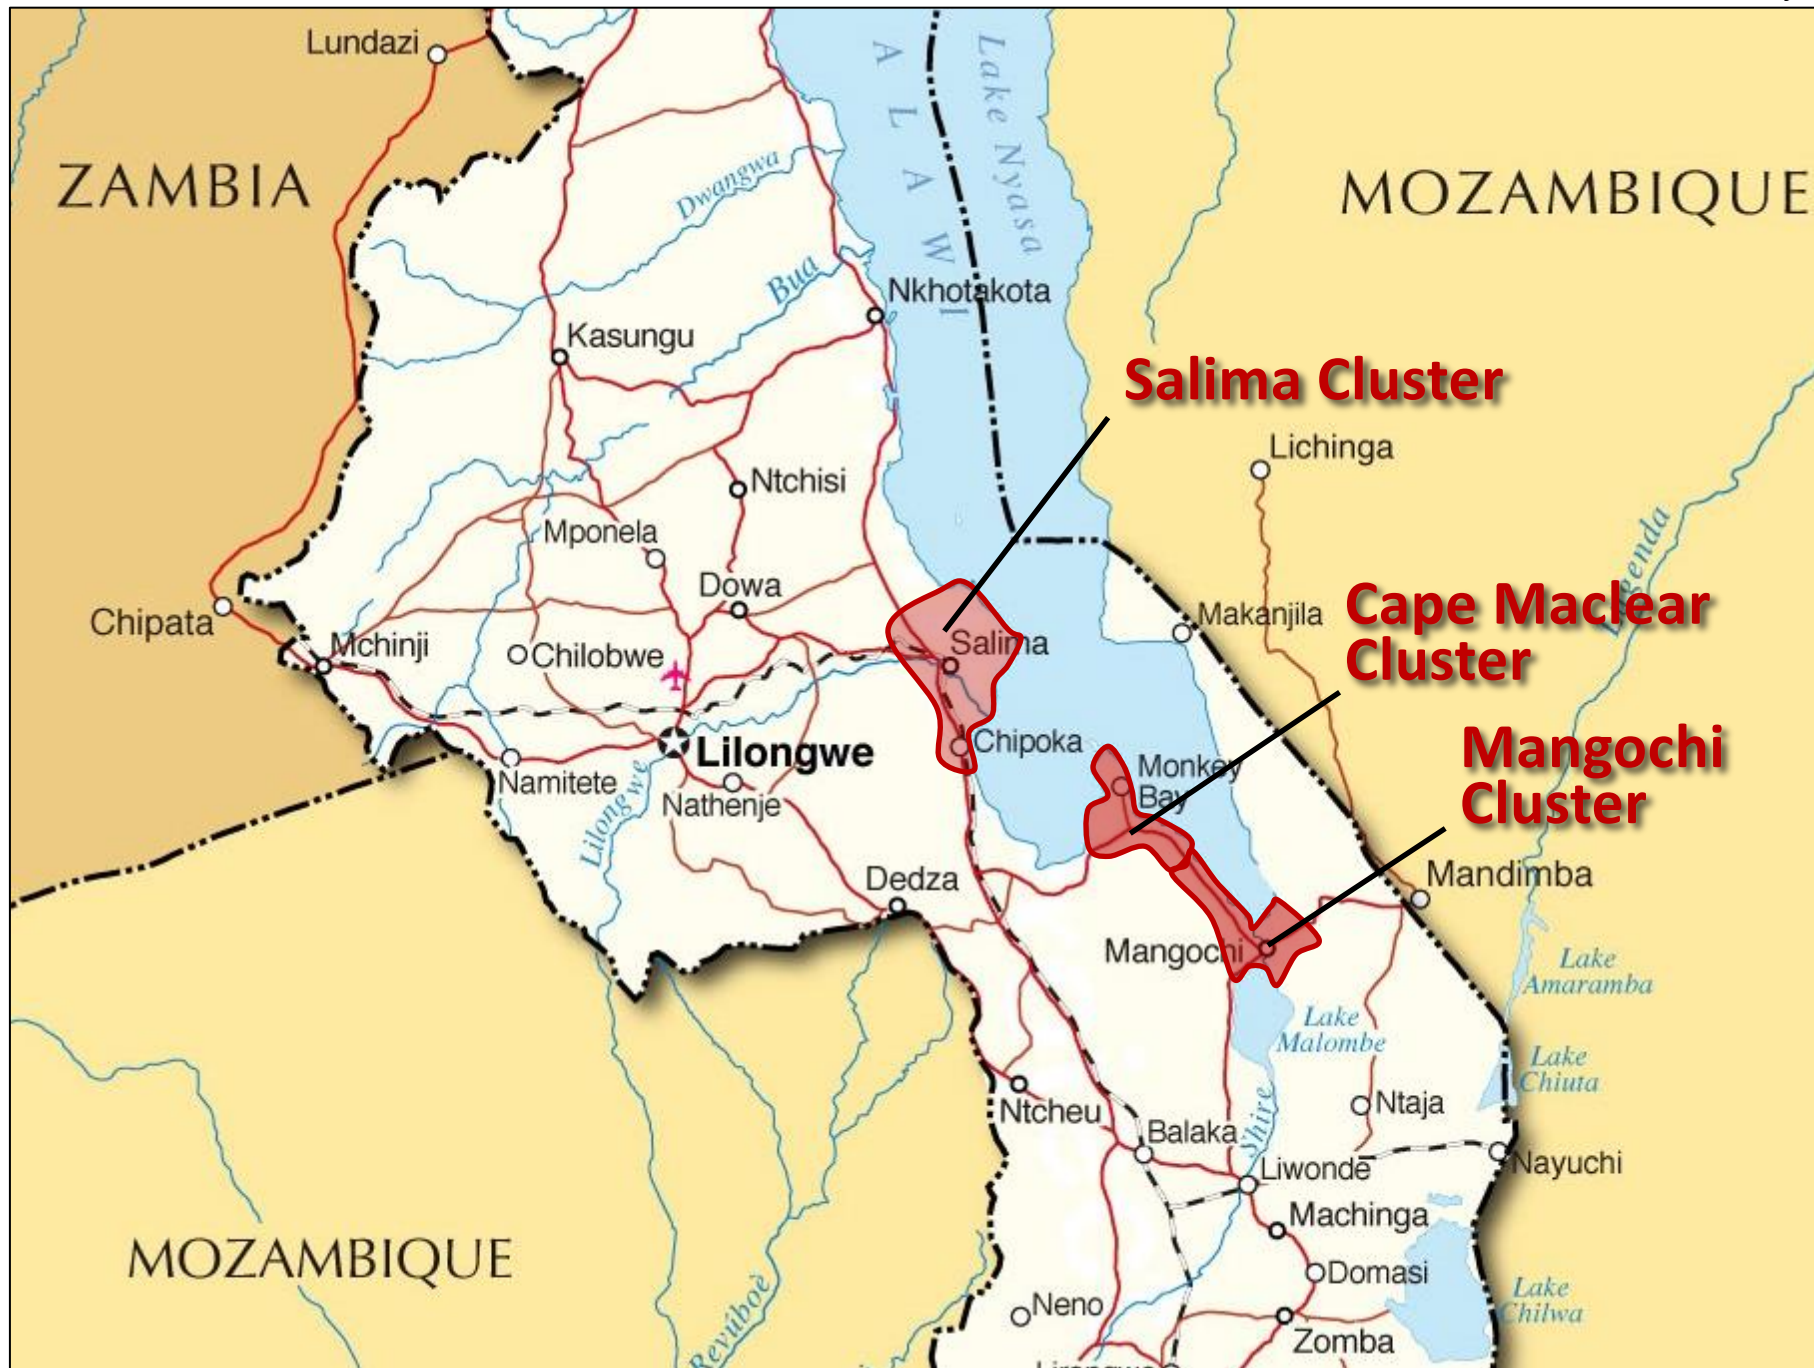 Lundazi
ZAMBIA
MALAWI
Lake Nyasa
MOZAMBIQUE
Dwangwa
Bua
Nkhotakota
Kasungu
Salima Cluster
Lichinga
Ntchisi
Mponela
Dowa
Chipata
Mchinji
Chilobwe
Salima
Makanjila
Cape Maclear
Cluster
Lilongwe
Chipoka
Mangochi
Cluster
Monkey
Bay
Namitete
Nathenje
Lilongwe
Dedza
Mandimba
Mangochi
Lake
Amaramba
Lake
Malombe
Lake
Chiuta
Ntcheu
Ntaja
Balaka
Shire
Liwonde
Nayuchi
Machinga
MOZAMBIQUE
Domasi
Neno
Lake
Chilwa
Zomba
Revúboè